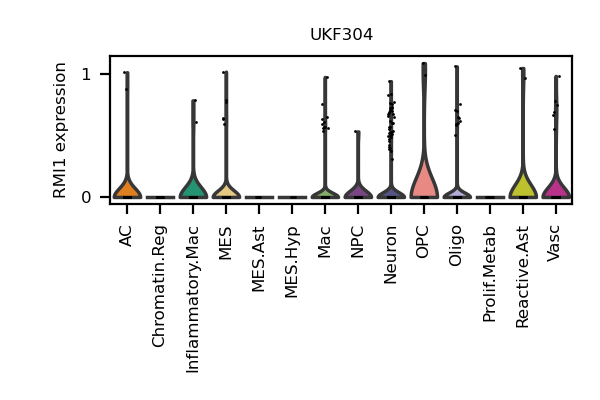 UKF304
RMI1 expression
1
0
AC
Chromatin.Reg
Inflammatory.Mac
MES
MES.Ast
MES.Hyp
Mac
NPC
Neuron
OPC
Oligo
Prolif.Metab
Reactive.Ast
Vasc